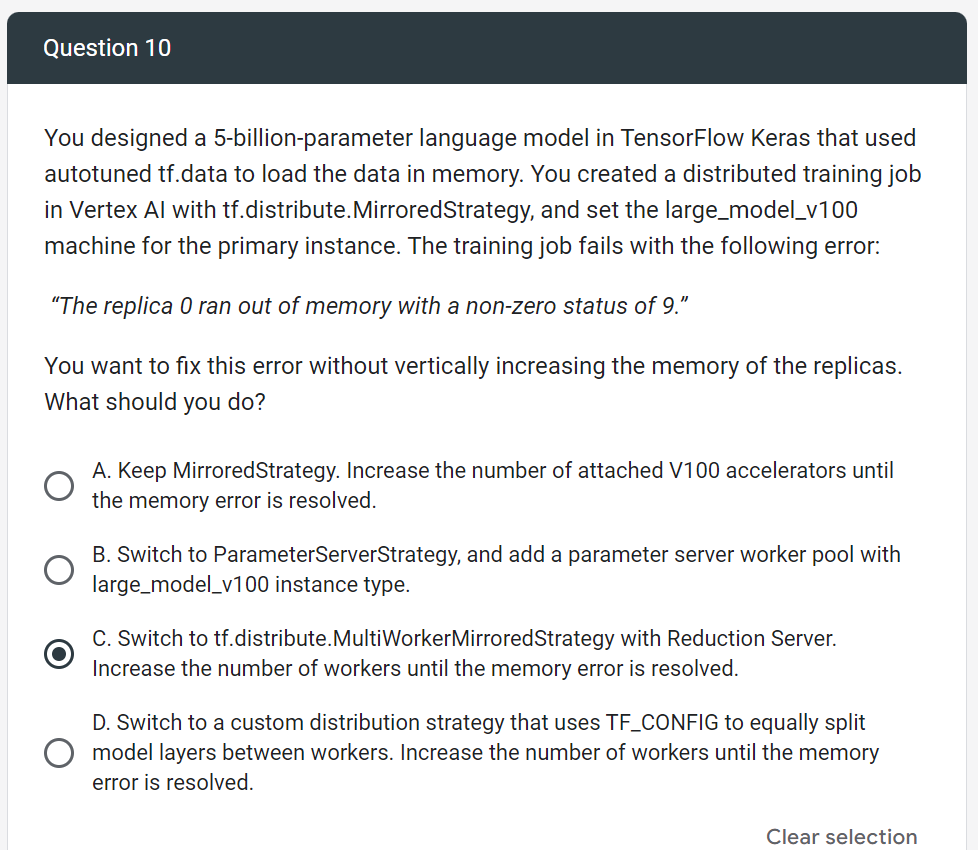 Question 10
You designed a 5-billion-parameter language model in TensorFlow Keras that used
autotuned tf.data to load the data in memory. You created a distributed training job
in Vertex AI with tf.distribute.MirroredStrategy, and set the large_model_v100
machine for the primary instance. The training job fails with the following error:
“The replica 0 ran out of memory with a non-zero status of 9.”
You want to fix this error without vertically increasing the memory of the replicas.
What should you do?
A. Keep MirroredStrategy. Increase the number of attached V100 accelerators until
the memory error is resolved.
B. Switch to ParameterServerStrategy, and add a parameter server worker pool with
large_model_v100 instance type.
C. Switch to tf.distribute.MultiWorkerMirroredStrategy with Reduction Server.
Increase the number of workers until the memory error is resolved.
D. Switch to a custom distribution strategy that uses TF_CONFIG to equally split
model layers between workers. Increase the number of workers until the memory
error is resolved.
Clear selection